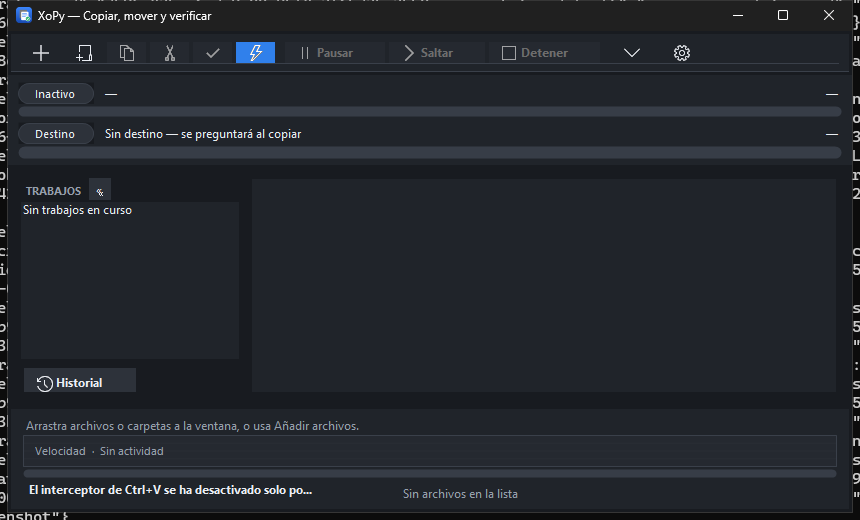 XoPy — Copiar, mover y verificar
Pausar
Saltar
Detener
Inactivo —
—
Destino Sin destino — se preguntará al copiar
—
TRABAJOS «
Sin trabajos en curso
Historial
Arrastra archivos o carpetas a la ventana, o usa Añadir archivos.
Velocidad · Sin actividad
El interceptor de Ctrl+V se ha desactivado solo po...
Sin archivos en la lista
enshot"}